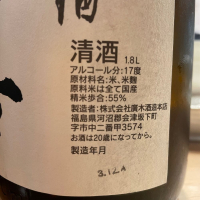 清酒 1.8L
アルコール分:17度
原材料名:米、米麹
原料米は全て国産
精米歩合:55%
製造者:株式会社廣木酒造本店
福島県河沼郡会津坂下町
字市中二番甲3574
お酒は20歳になってから。
製造年月
3.12A